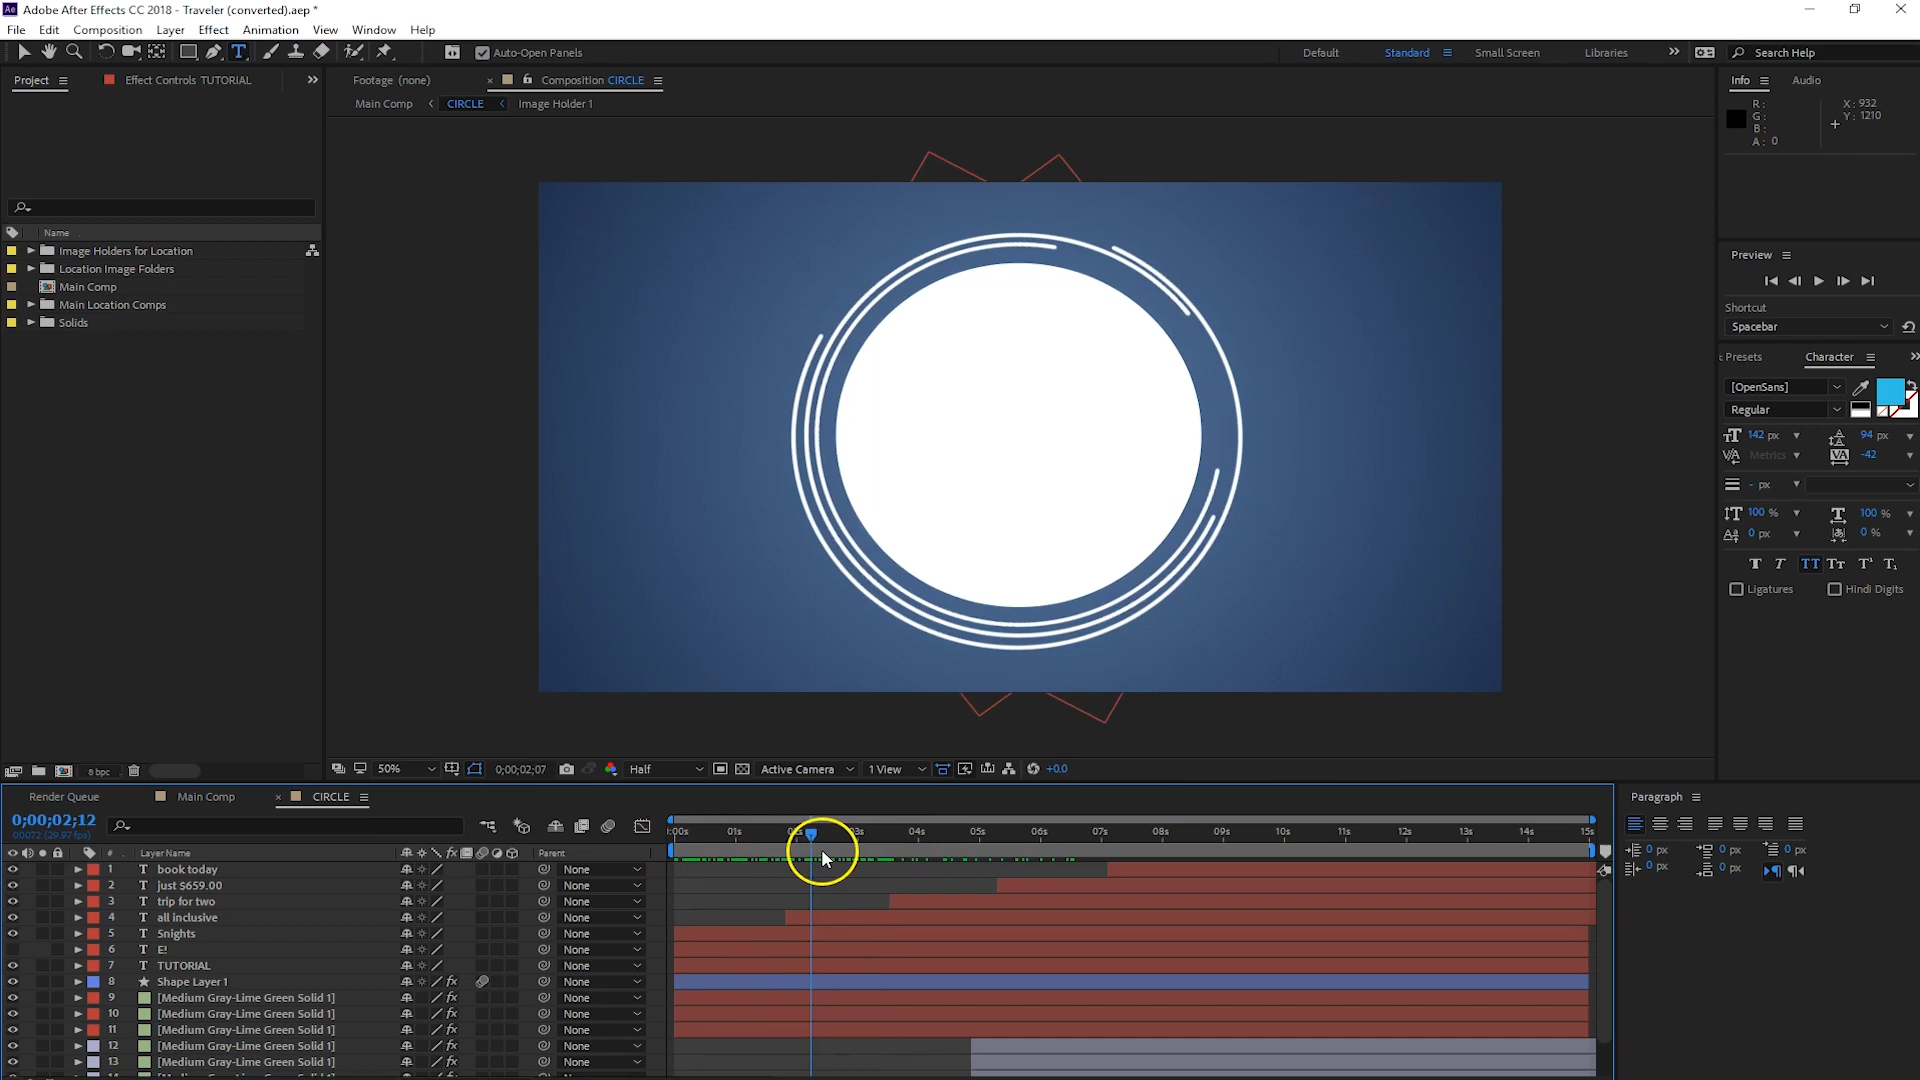 Adobe After Effects CC 2018 - Traveler (converted).aep *
File Edit Composition Layer Effect Animation View Window Help
Auto-Open Panels Default Standard Small Screen Libraries Search Help
Project Effect Controls TUTORIAL Footage (none) Composition CIRCLE Info Audio
Main Comp CIRCLE Image Holder 1
R: X: 932
G: Y: 1210
B:
A: 0
Name
Image Holders for Location
Location Image Folders
Main Comp
Main Location Comps
Solids
Preview
Shortcut
Spacebar
Presets Character
[OpenSans]
Regular
142 px 94 px
Metrics -42
- px
100 % 100 %
0 px 0 %
Ligatures Hindi Digits
8 bpc 50% 0;00;02;07 Half Active Camera 1 View +0.0
Render Queue Main Comp CIRCLE Paragraph
0;00;02;12
00072 (29.97 fps)
:00s 01s 02s 03s 04s 05s 06s 07s 08s 09s 10s 11s 12s 13s 14s 15s
0 px 0 px 0 px
0 px 0 px
# Layer Name Parent
1 book today None
2 just $659.00 None
3 trip for two None
4 all inclusive None
5 5nights None
6 E! None
7 TUTORIAL None
8 Shape Layer 1 None
9 [Medium Gray-Lime Green Solid 1] None
10 [Medium Gray-Lime Green Solid 1] None
11 [Medium Gray-Lime Green Solid 1] None
12 [Medium Gray-Lime Green Solid 1] None
13 [Medium Gray-Lime Green Solid 1] None